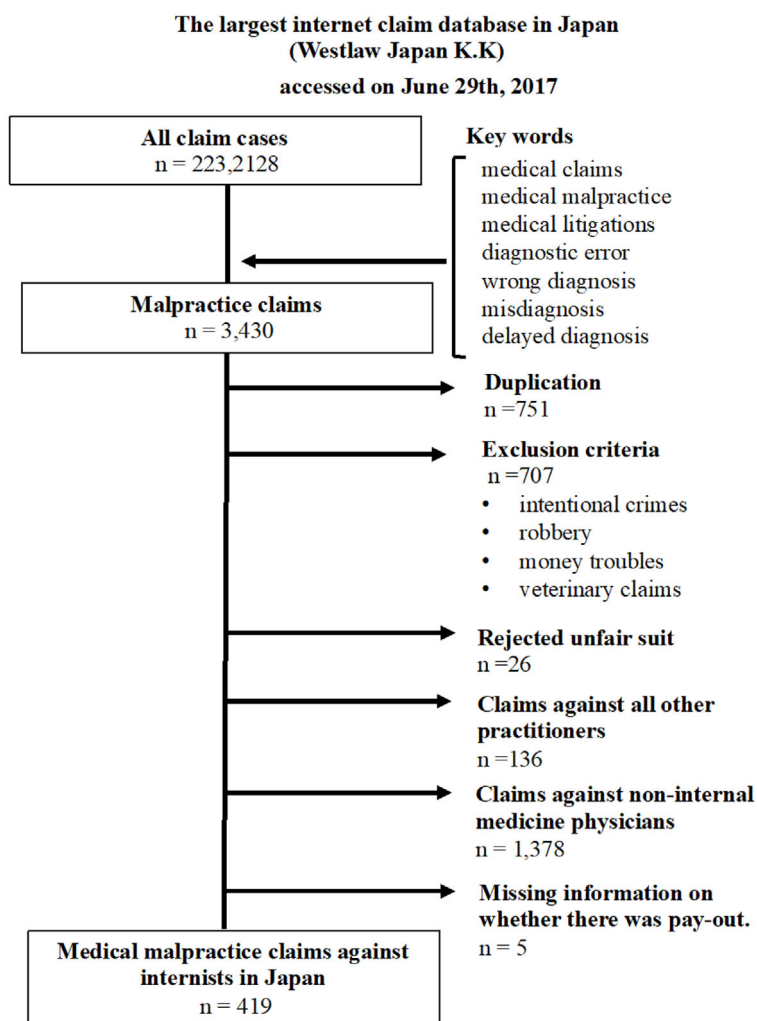 The largest internet claim database in Japan
(Westlaw Japan K.K)
accessed on June 29th, 2017
All claim cases
n = 223,2128
Key words
medical claims
medical malpractice
medical litigations
diagnostic error
wrong diagnosis
misdiagnosis
delayed diagnosis
Malpractice claims
n = 3,430
Duplication
n =751
Exclusion criteria
n =707
• intentional crimes
• robbery
• money troubles
• veterinary claims
Rejected unfair suit
n =26
Claims against all other
practitioners
n =136
Claims against non-internal
medicine physicians
n = 1,378
Missing information on
whether there was pay-out.
n = 5
Medical malpractice claims against
internists in Japan
n = 419